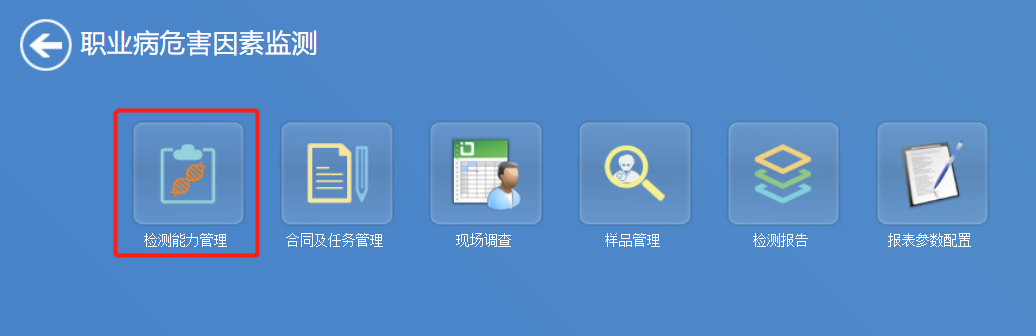 职业病危害因素监测
检测能力管理
合同及任务管理
现场调查
样品管理
检测报告
报表参数配置